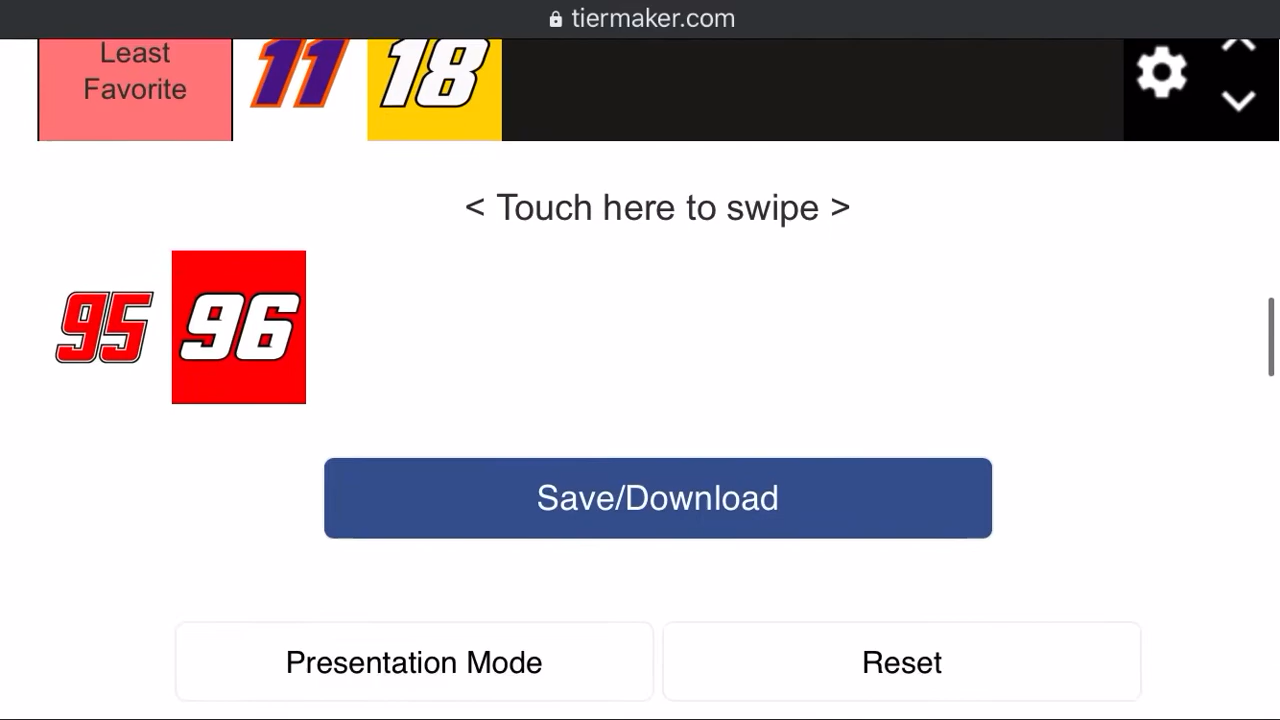 tiermaker.com
Least
Favorite
11
18
< Touch here to swipe >
95
96
Save/Download
Presentation Mode
Reset